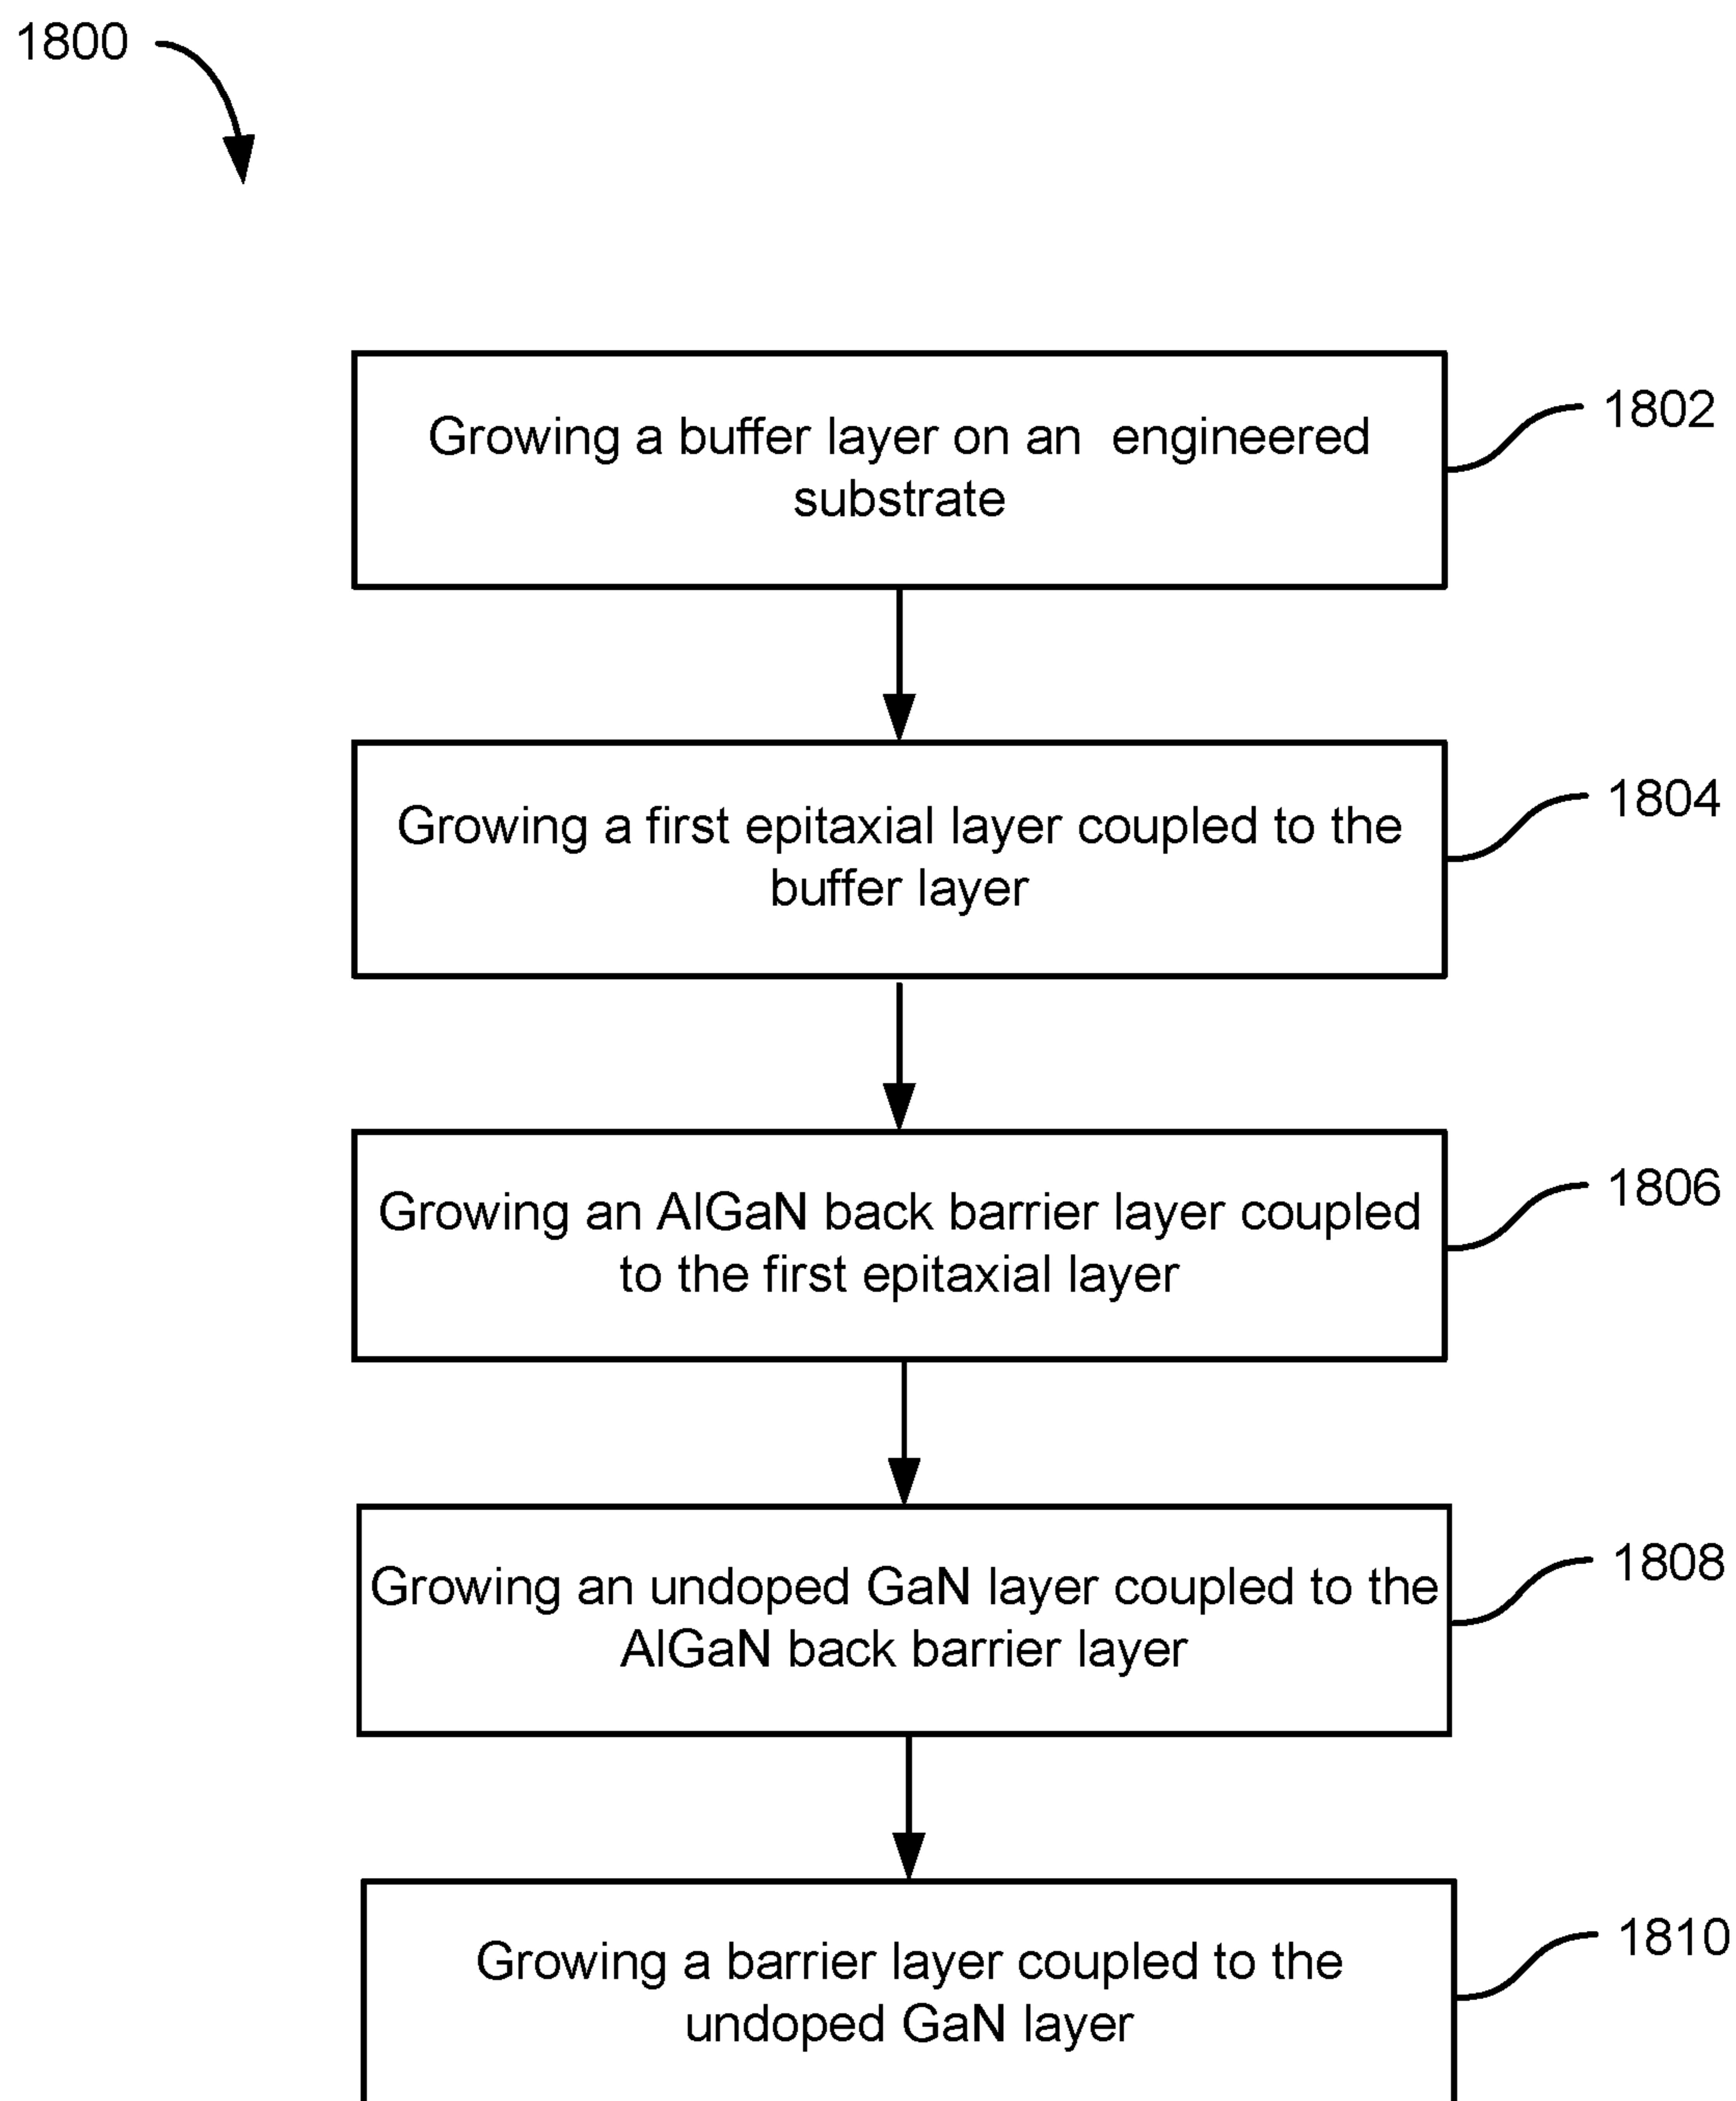 1800
Growing a buffer layer on an engineered
substrate
1802
Growing a first epitaxial layer coupled to the
buffer layer
1804
Growing an AlGaN back barrier layer coupled
to the first epitaxial layer
1806
Growing an undoped GaN layer coupled to the
AlGaN back barrier layer
1808
Growing a barrier layer coupled to the
undoped GaN layer
1810